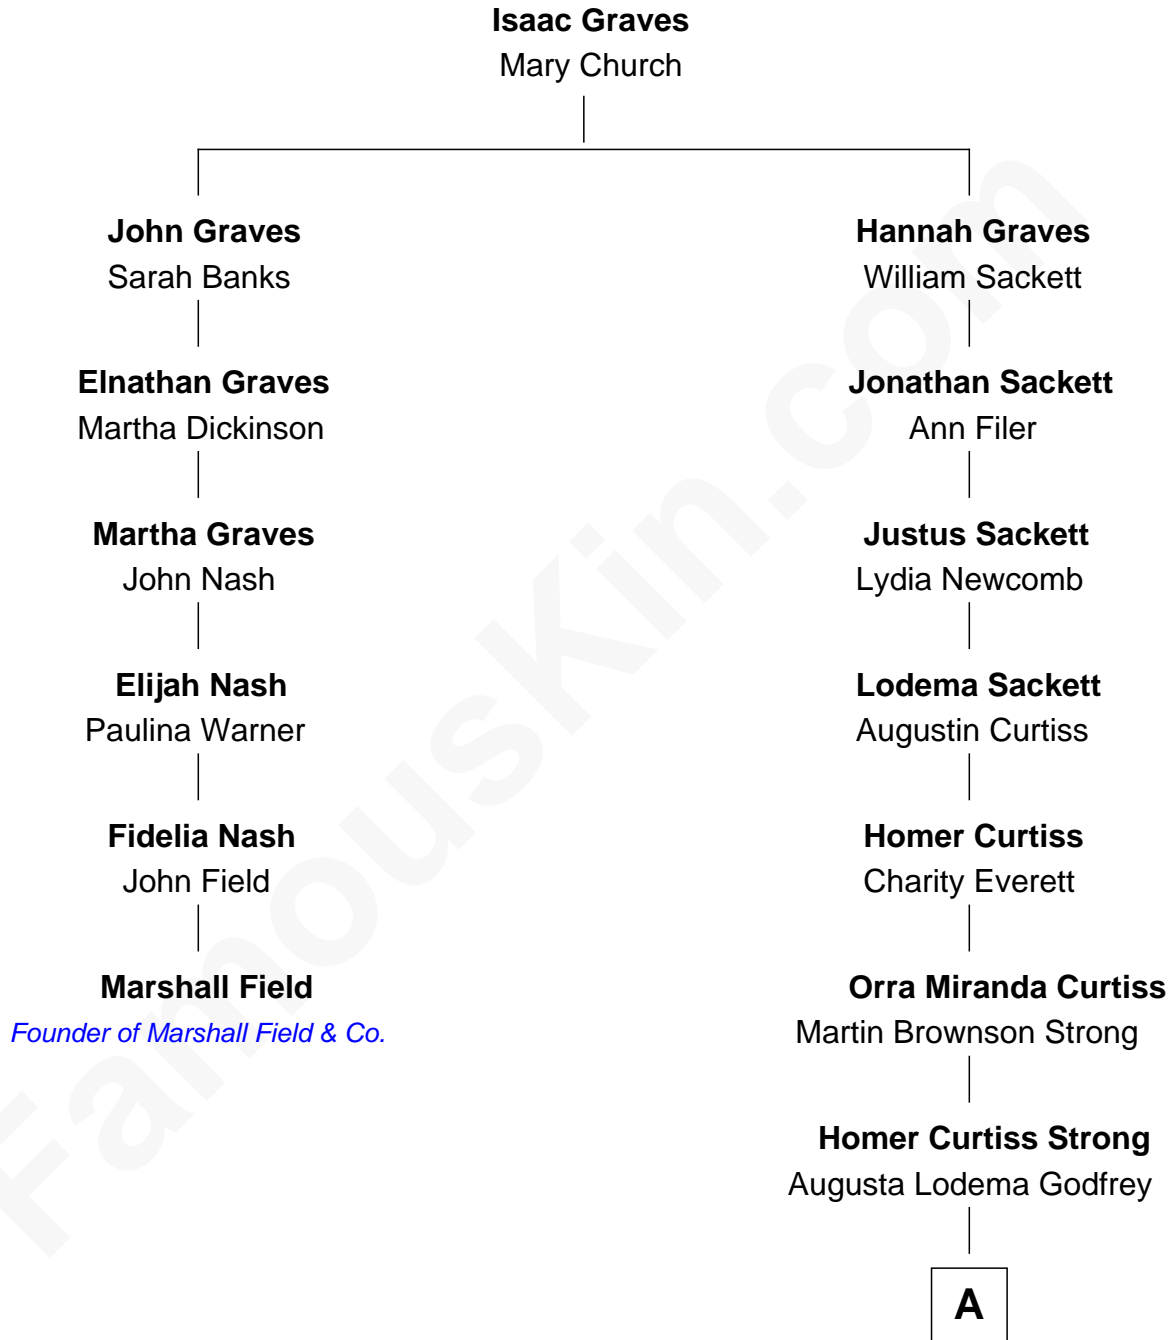 Isaac Graves
Mary Church
John Graves
Sarah Banks
Hannah Graves
William Sackett
Elnathan Graves
Martha Dickinson
Jonathan Sackett
Ann Filer
Martha Graves
John Nash
Justus Sackett
Lydia Newcomb
Elijah Nash
Paulina Warner
Lodema Sackett
Augustin Curtiss
Fidelia Nash
John Field
Homer Curtiss
Charity Everett
Marshall Field
Founder of Marshall Field & Co.
Orra Miranda Curtiss
Martin Brownson Strong
Homer Curtiss Strong
Augusta Lodema Godfrey
A
FamousKin.com